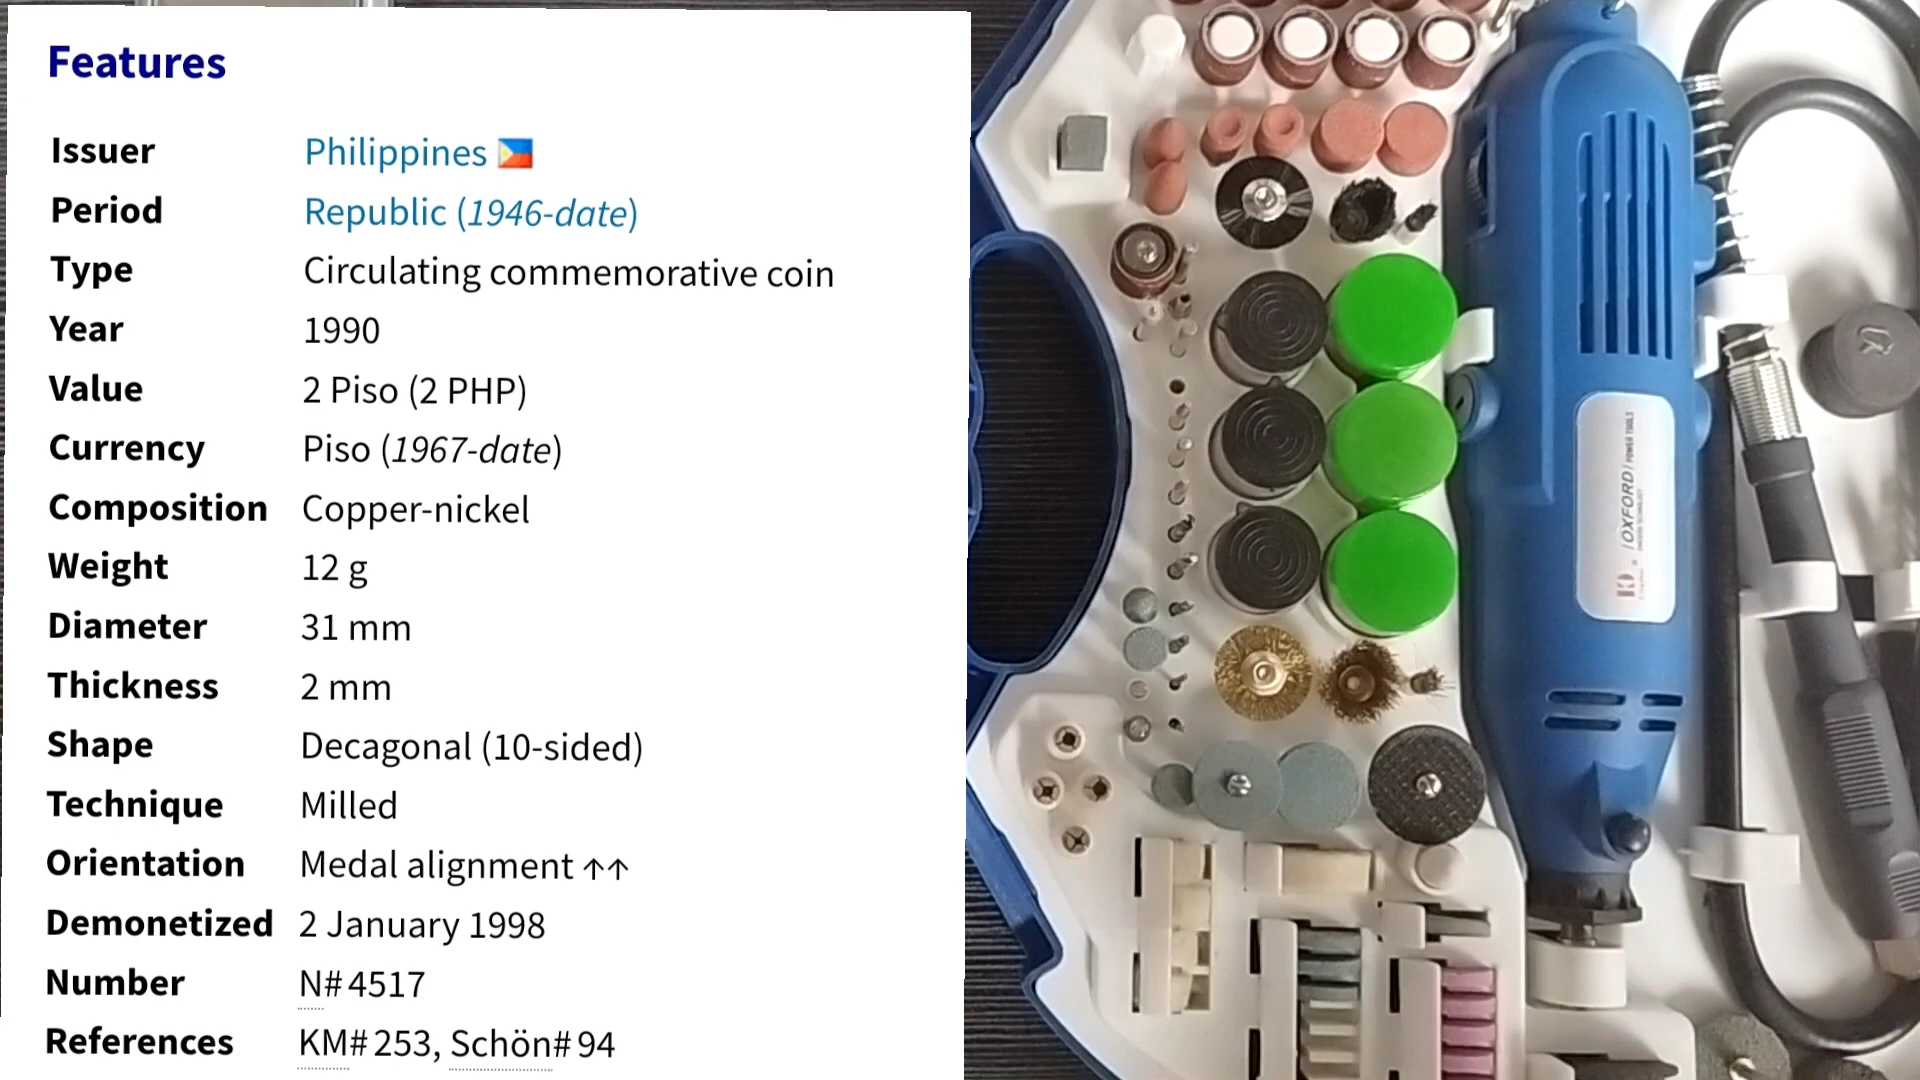 Features
Issuer Philippines
Period Republic (1946-date)
Type Circulating commemorative coin
Year 1990
Value 2 Piso (2 PHP)
Currency Piso (1967-date)
Composition Copper-nickel
Weight 12 g
Diameter 31 mm
Thickness 2 mm
Shape Decagonal (10-sided)
Technique Milled
Orientation Medal alignment ↑↑
Demonetized 2 January 1998
Number N# 4517
References KM# 253, Schön# 94
OXFORD POWER TOOLS